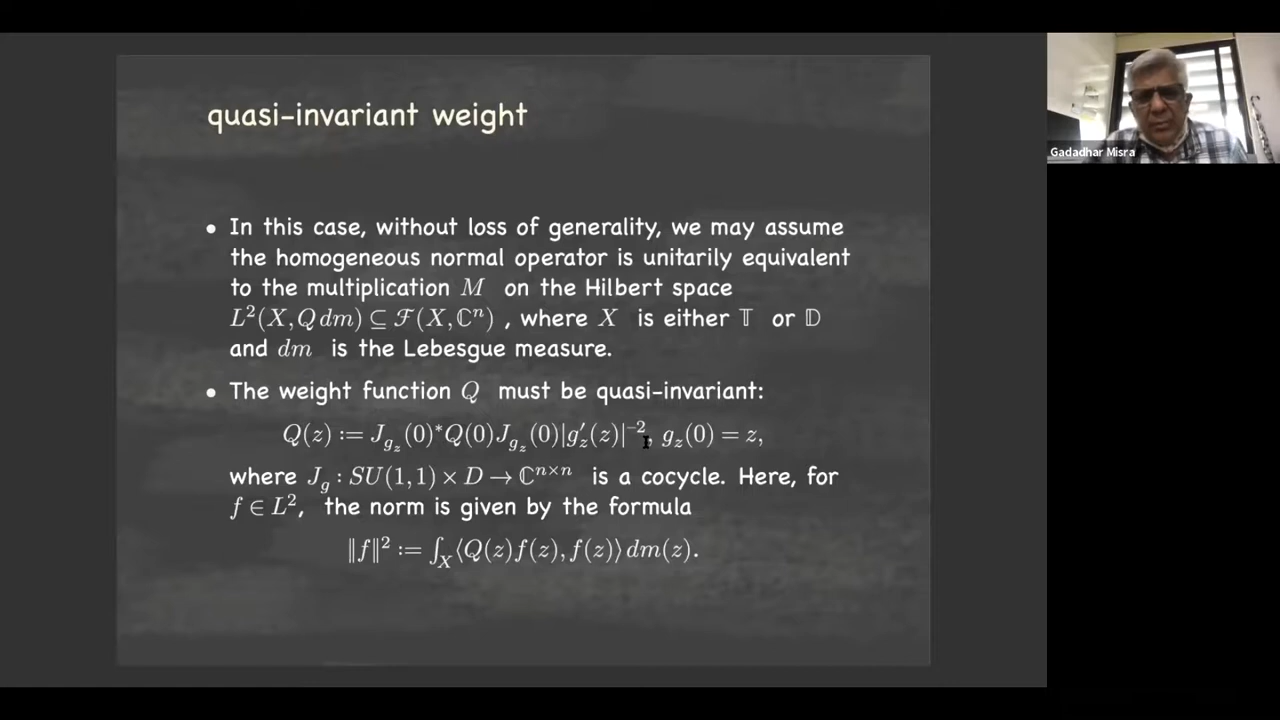 quasi-invariant weight
• In this case, without loss of generality, we may assume
the homogeneous normal operator is unitarily equivalent
to the multiplication M on the Hilbert space
L²(X, Q dm) ⊆ ℱ(X, ℂⁿ) , where X is either 𝕋 or 𝔻
and dm is the Lebesgue measure.
• The weight function Q must be quasi-invariant:
Q(z) := J_{g_z}(0)*Q(0)J_{g_z}(0)|g′_z(z)|⁻², g_z(0) = z,
where J_g : SU(1,1) × D → ℂⁿˣⁿ is a cocycle. Here, for
f ∈ L², the norm is given by the formula
‖f‖² := ∫_X ⟨Q(z)f(z), f(z)⟩ dm(z).
Gadadhar Misra